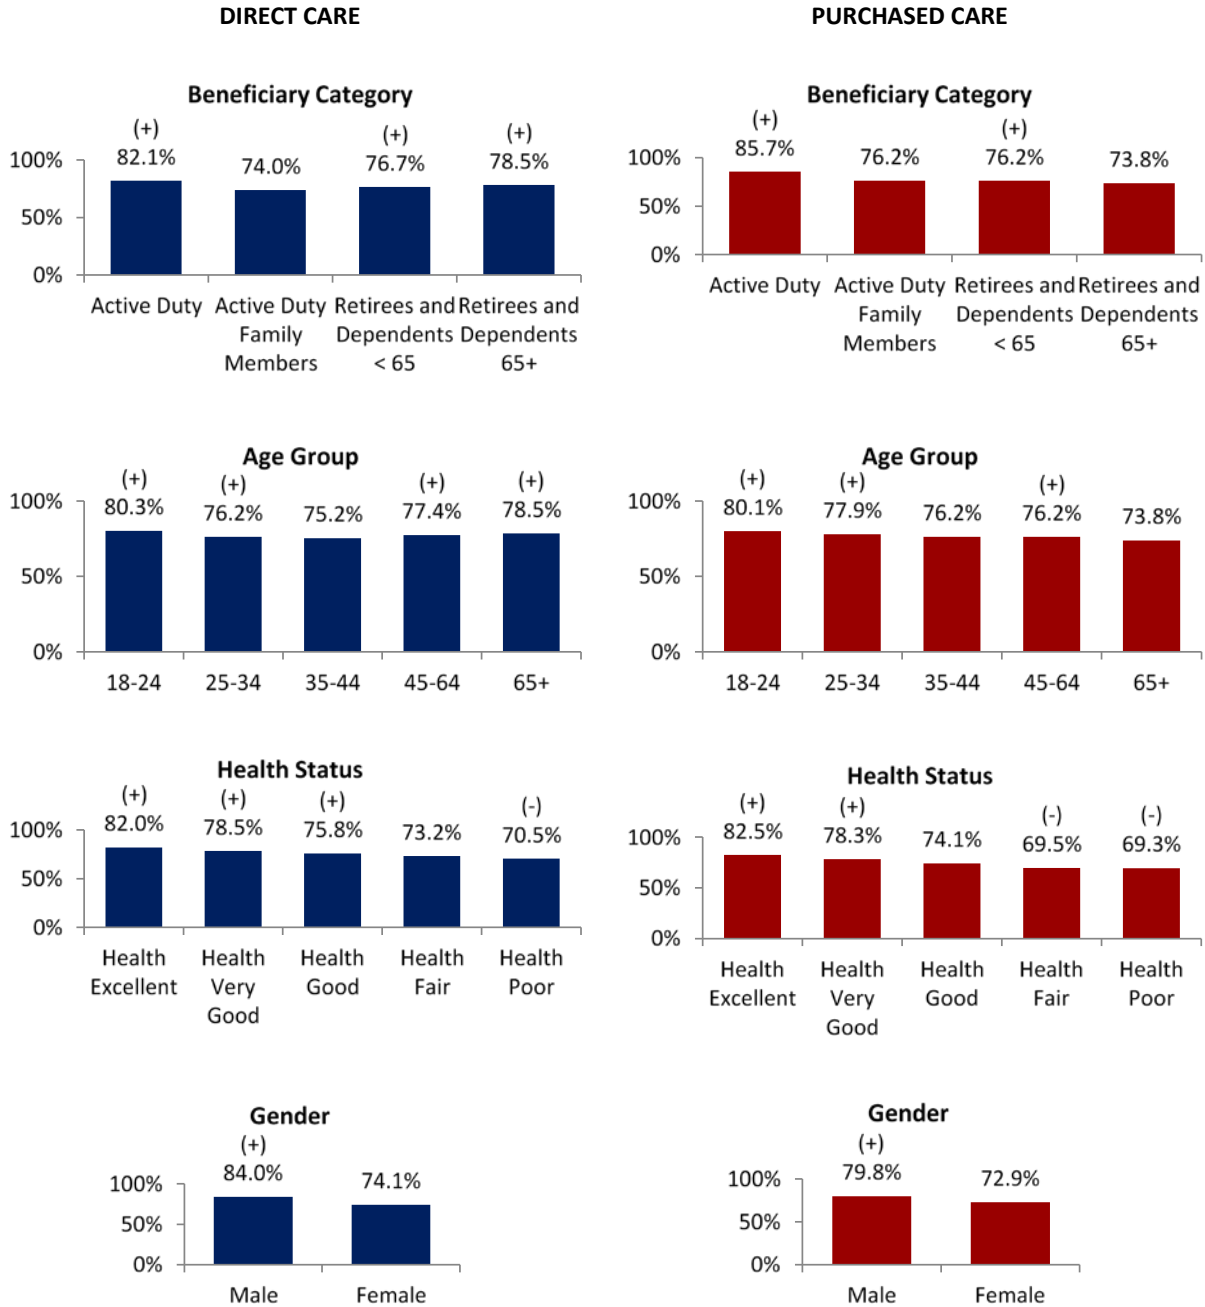 DIRECT CARE
Beneficiary Category
(+) (+) (+)
82.1% 74.0% 76.7% 78.5%
100%
50%
0%
Active Duty Active Duty Retirees and Retirees and
Family Dependents Dependents
Members < 65 65+
Age Group
(+) (+) (+) (+)
80.3% 76.2% 75.2% 77.4% 78.5%
100%
50%
0%
18-24 25-34 35-44 45-64 65+
Health Status
(+) (+) (+) (-)
82.0% 78.5% 75.8% 73.2% 70.5%
100%
50%
0%
Health Health Health Health Health
Excellent Very Good Fair Poor
Good
Gender
(+)
84.0% 74.1%
100%
50%
0%
Male Female
PURCHASED CARE
Beneficiary Category
(+) (+)
85.7% 76.2% 76.2% 73.8%
100%
50%
0%
Active Duty Active Duty Retirees and Retirees and
Family Dependents Dependents
Members < 65 65+
Age Group
(+) (+) (+)
80.1% 77.9% 76.2% 76.2% 73.8%
100%
50%
0%
18-24 25-34 35-44 45-64 65+
Health Status
(+) (+) (-) (-)
82.5% 78.3% 74.1% 69.5% 69.3%
100%
50%
0%
Health Health Health Health Health
Excellent Very Good Fair Poor
Good
Gender
(+)
79.8% 72.9%
100%
50%
0%
Male Female